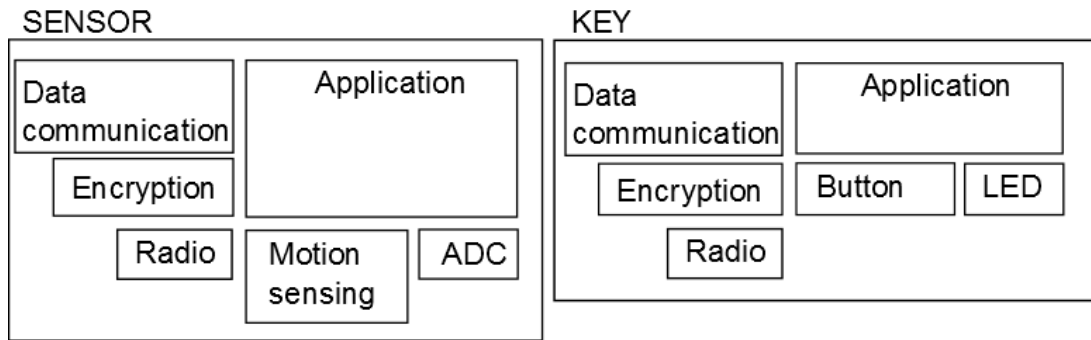 SENSOR
Data
communication
Application
Encryption
Radio
Motion
sensing
ADC
KEY
Data
communication
Application
Encryption
Button
LED
Radio